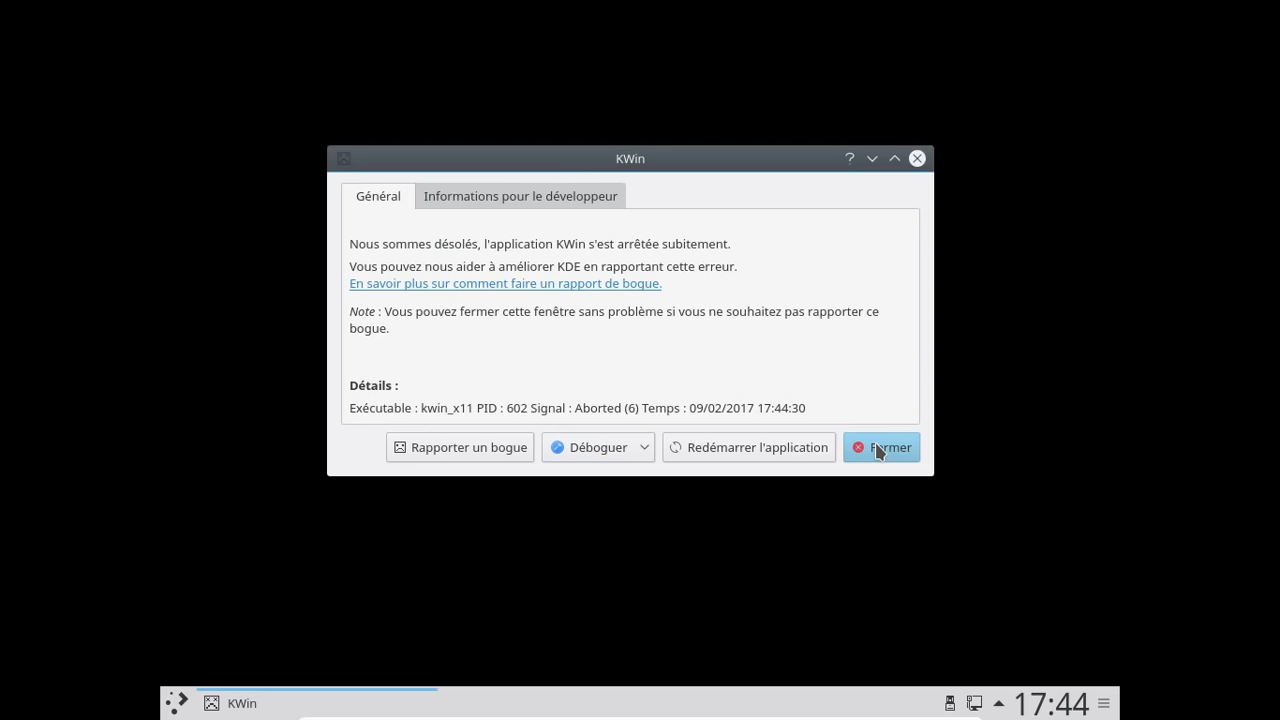 KWin
Général
Informations pour le développeur
Nous sommes désolés, l'application KWin s'est arrêtée subitement.
Vous pouvez nous aider à améliorer KDE en rapportant cette erreur.
En savoir plus sur comment faire un rapport de bogue.
Note : Vous pouvez fermer cette fenêtre sans problème si vous ne souhaitez pas rapporter ce
bogue.
Détails :
Exécutable : kwin_x11 PID : 602 Signal : Aborted (6) Temps : 09/02/2017 17:44:30
Rapporter un bogue
Déboguer
Redémarrer l'application
Fermer
KWin
17:44